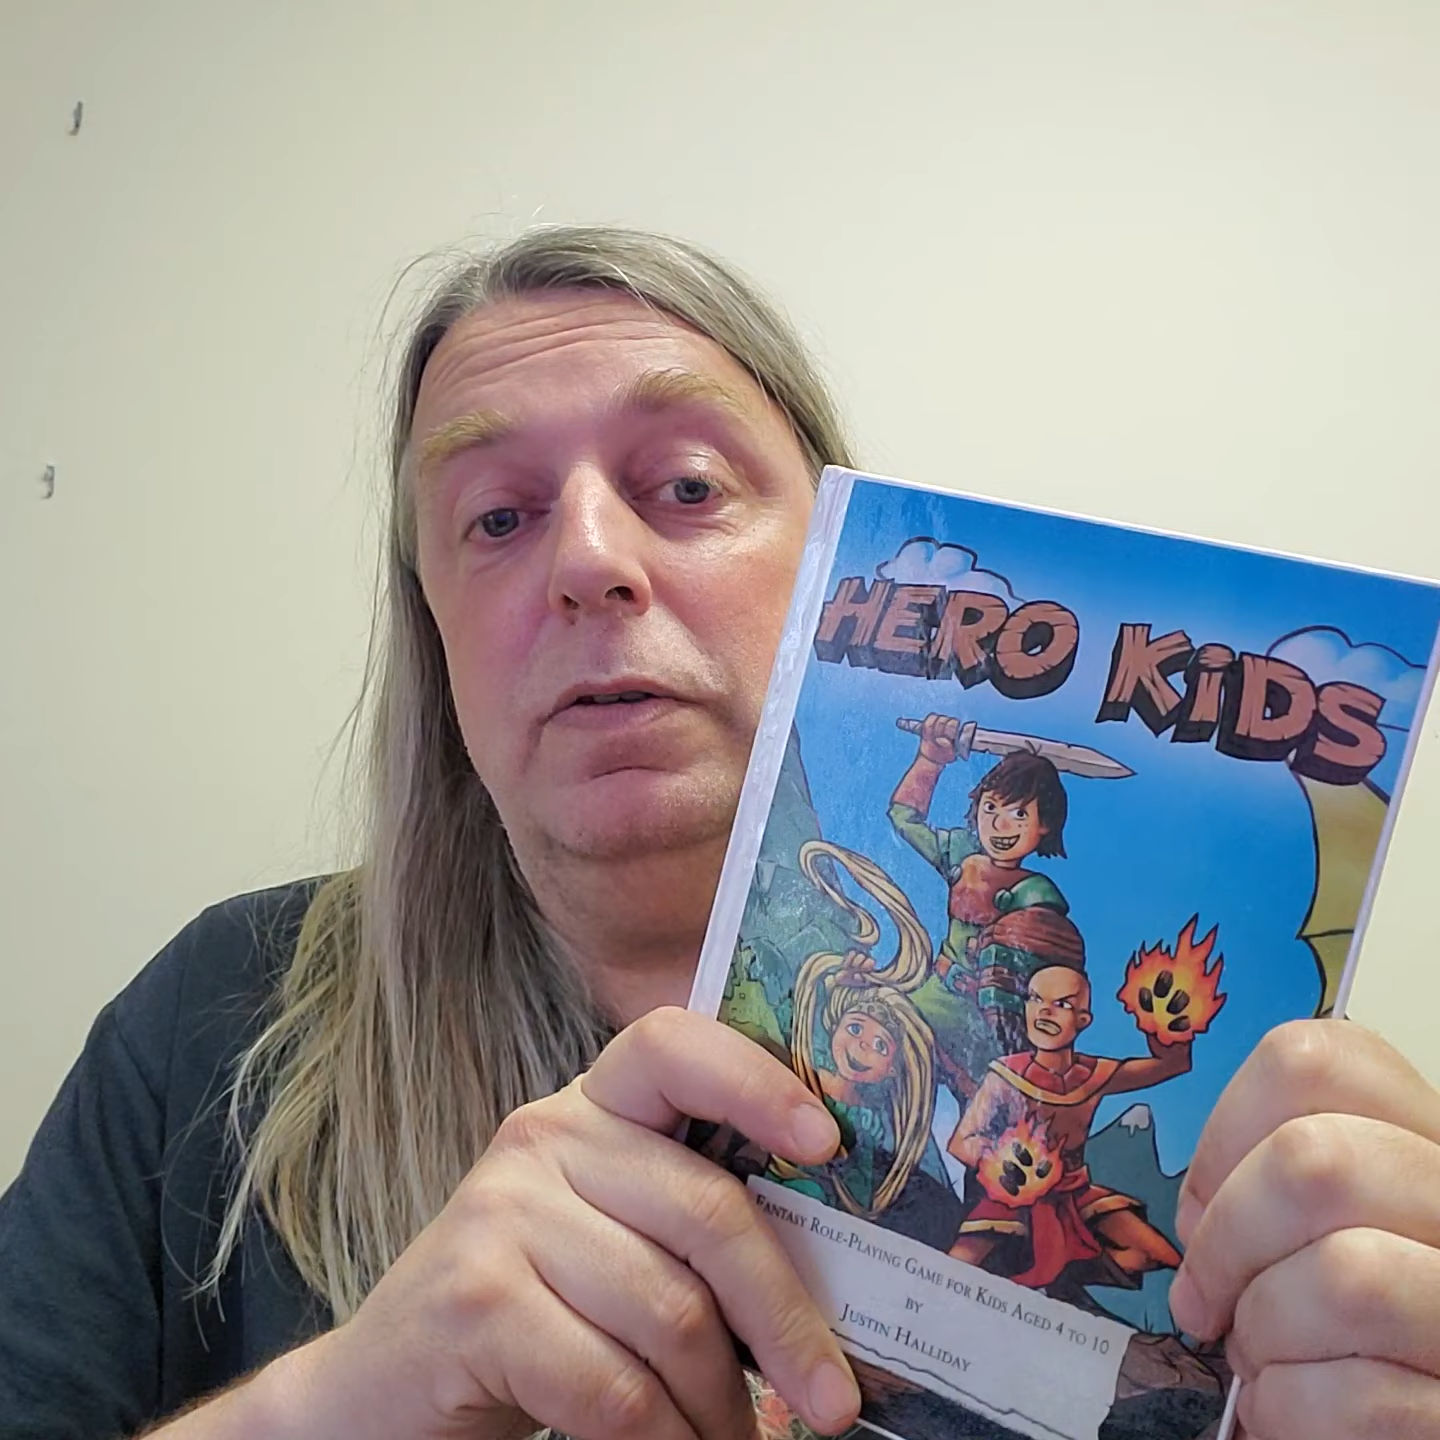 HERO KiDS
FANTASY ROLE-PLAYING GAME FOR KIDS AGED 4 TO 10
BY
JUSTIN HALLIDAY